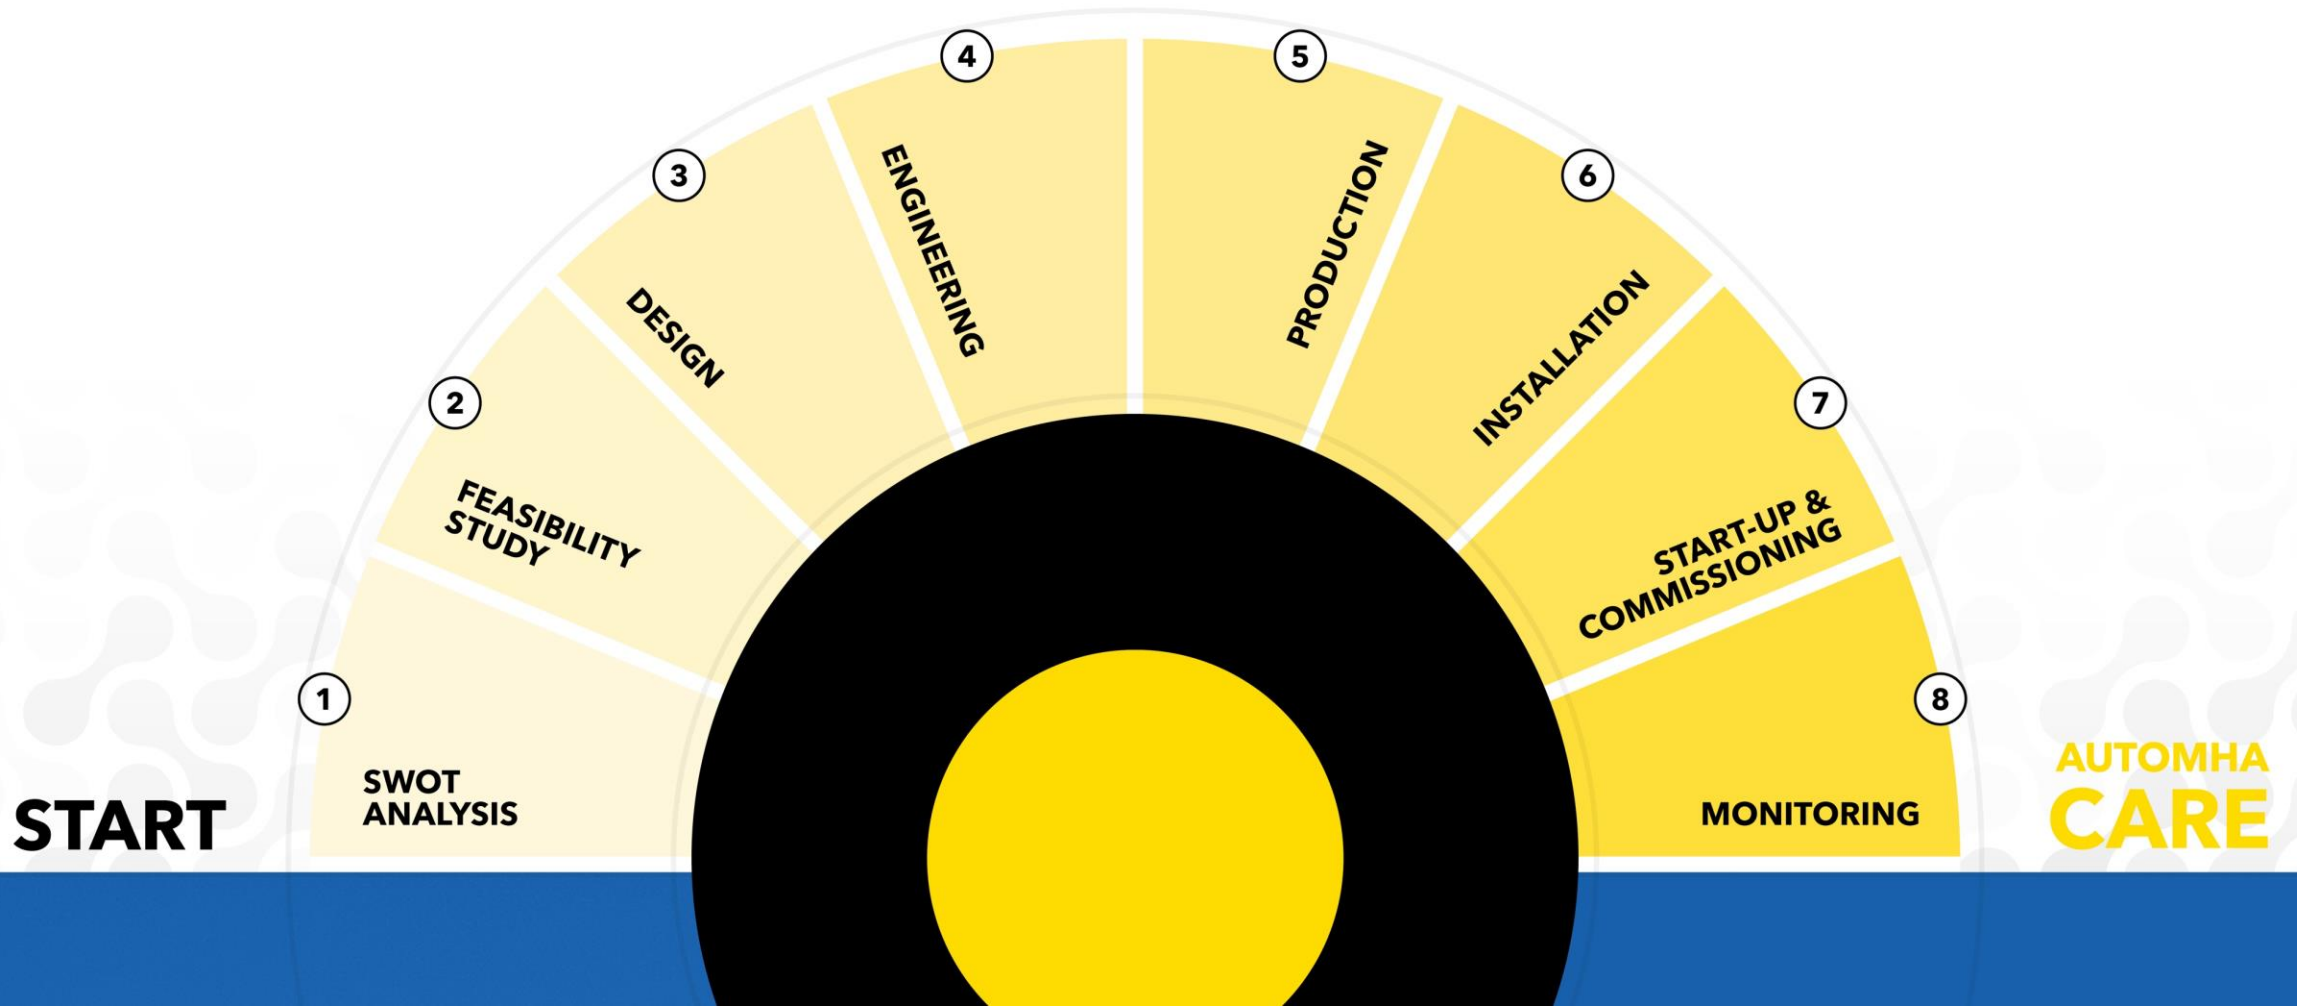 START
1
SWOT
ANALYSIS
2
FEASIBILITY
STUDY
3
DESIGN
4
ENGINEERING
5
PRODUCTION
6
INSTALLATION
7
START-UP &
COMMISSIONING
8
MONITORING
AUTOMHA
CARE